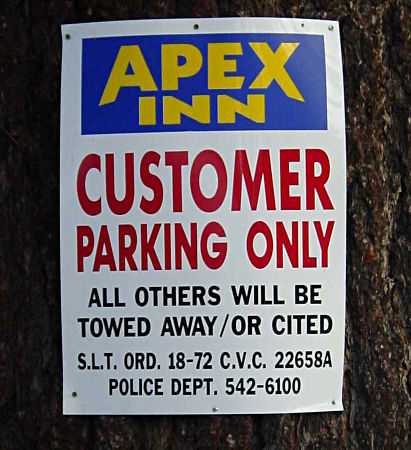 APEX
INN
CUSTOMER
PARKING ONLY
ALL OTHERS WILL BE
TOWED AWAY/OR CITED
S.L.T. ORD. 18-72 C.V.C. 22658A
POLICE DEPT. 542-6100